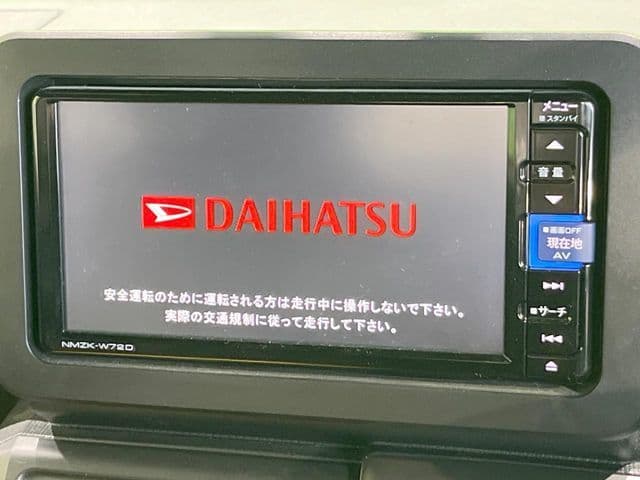 DAIHATSU
安全運転のために運転される方は走行中に操作しないで下さい。
実際の交通規制に従って走行して下さい。
NMZK-W72D
メニュー
スタンバイ
音量
画面OFF
現在地
AV
サーチ